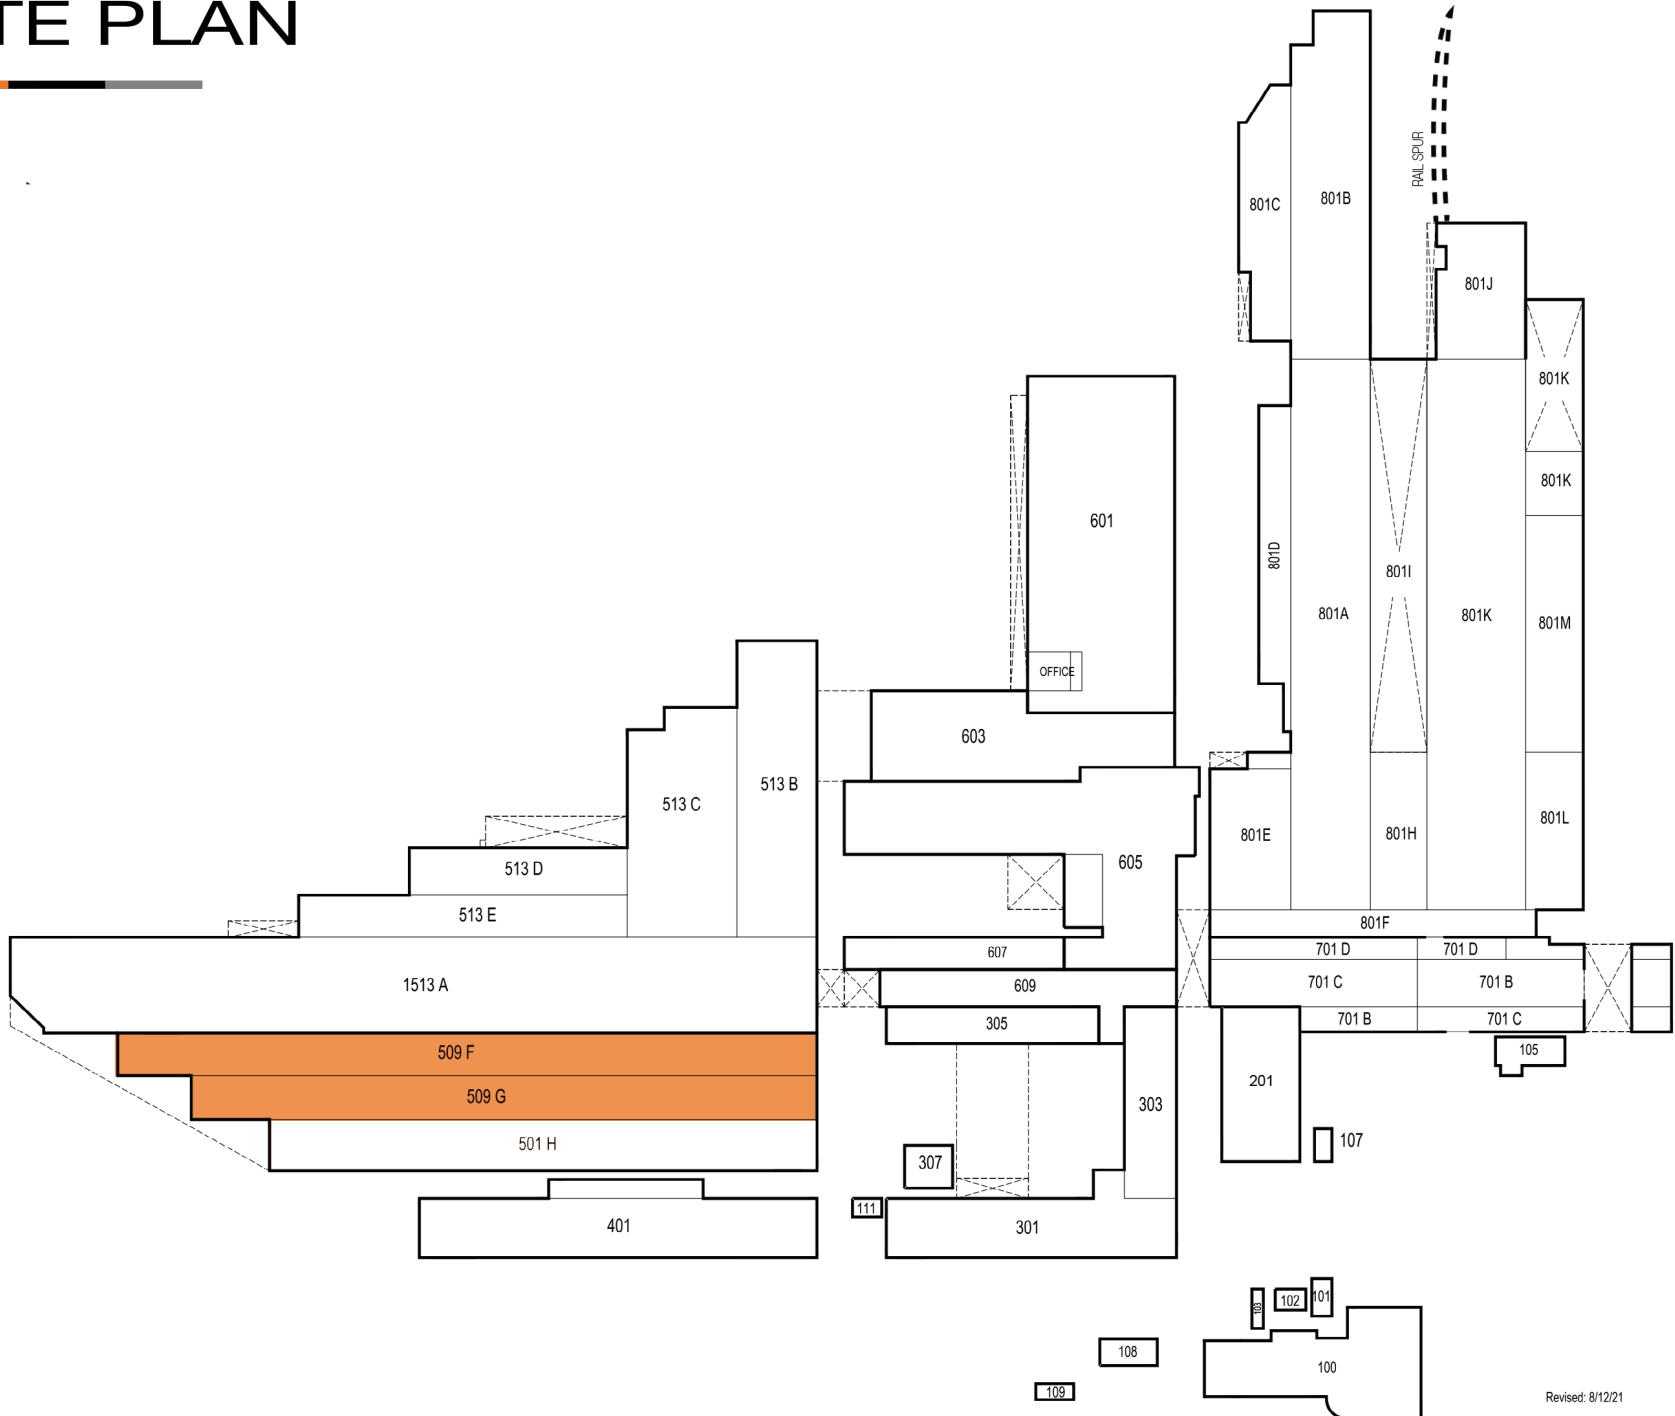 TE PLAN
RAIL SPUR
801C
801B
801J
801K
801K
601
801D
801I
801A
801K
801M
OFFICE
603
513 B
513 C
801E
801H
801L
605
513 D
513 E
801F
607
701 D
701 D
1513 A
609
701 C
701 B
305
701 B
701 C
509 F
105
509 G
303
201
501 H
307
107
111
401
301
103
102
101
108
100
109
Revised: 8/12/21